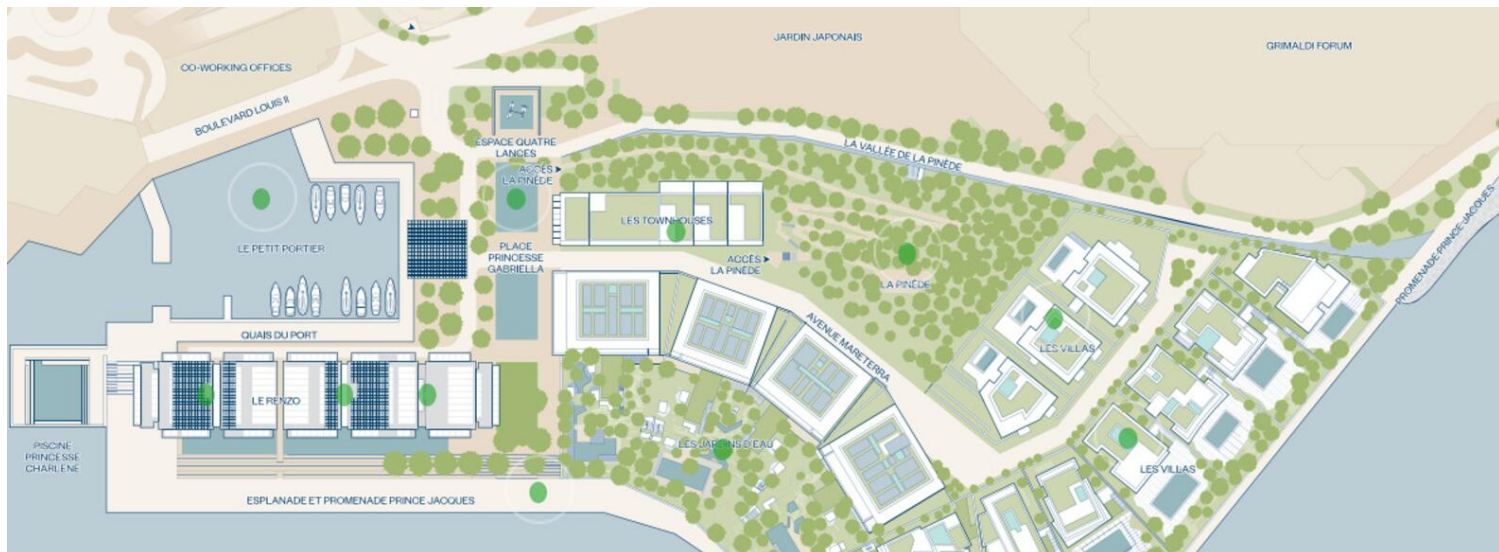 JARDIN JAPONAIS
GRIMALDI FORUM
CO-WORKING OFFICES
BOULEVARD LOUIS II
ESPACE QUATRE
LANCES
LA VALLÉE DE LA PINÈDE
ACCÈS
LA PINÈDE
PROMENADE PRINCE JACQUES
LES TOWNHOUSES
LE PETIT PORTIER
PLACE
PRINCESSE
GABRIELLA
ACCÈS
LA PINÈDE
LA PINÈDE
AVENUE MARETERRA
QUAIS DU PORT
LES VILLAS
LE RENZO
PISCINE
PRINCESSE
CHARLÈNE
LES JARDINS D'EAU
LES VILLAS
ESPLANADE ET PROMENADE PRINCE JACQUES